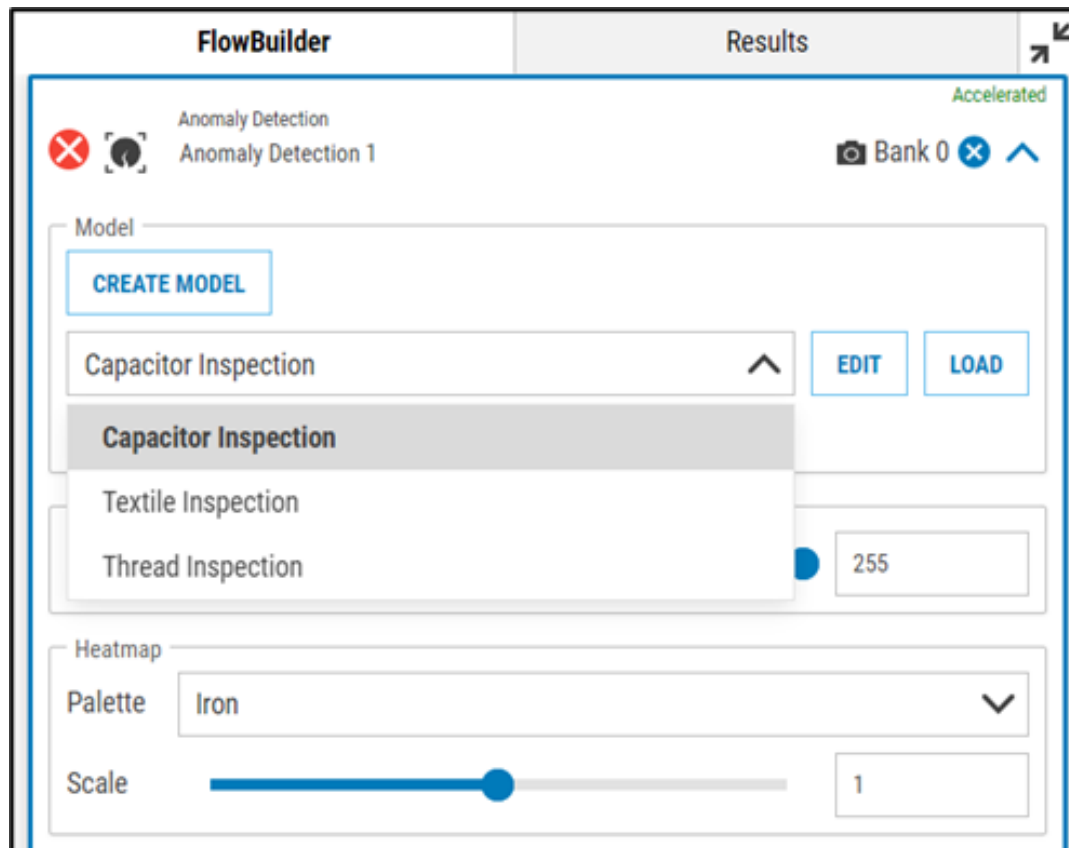 FlowBuilder Results
Accelerated
Anomaly Detection
Anomaly Detection 1 Bank 0
Model
CREATE MODEL
Capacitor Inspection EDIT LOAD
Capacitor Inspection
Textile Inspection
Thread Inspection
255
Heatmap
Palette Iron
Scale 1